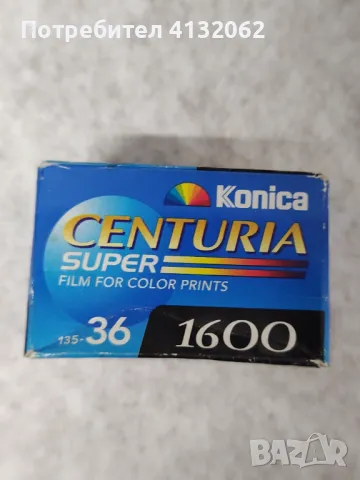 Потребител 4132062
Konica
CENTURIA
SUPER
FILM FOR COLOR PRINTS
135-36
1600
BAZAR